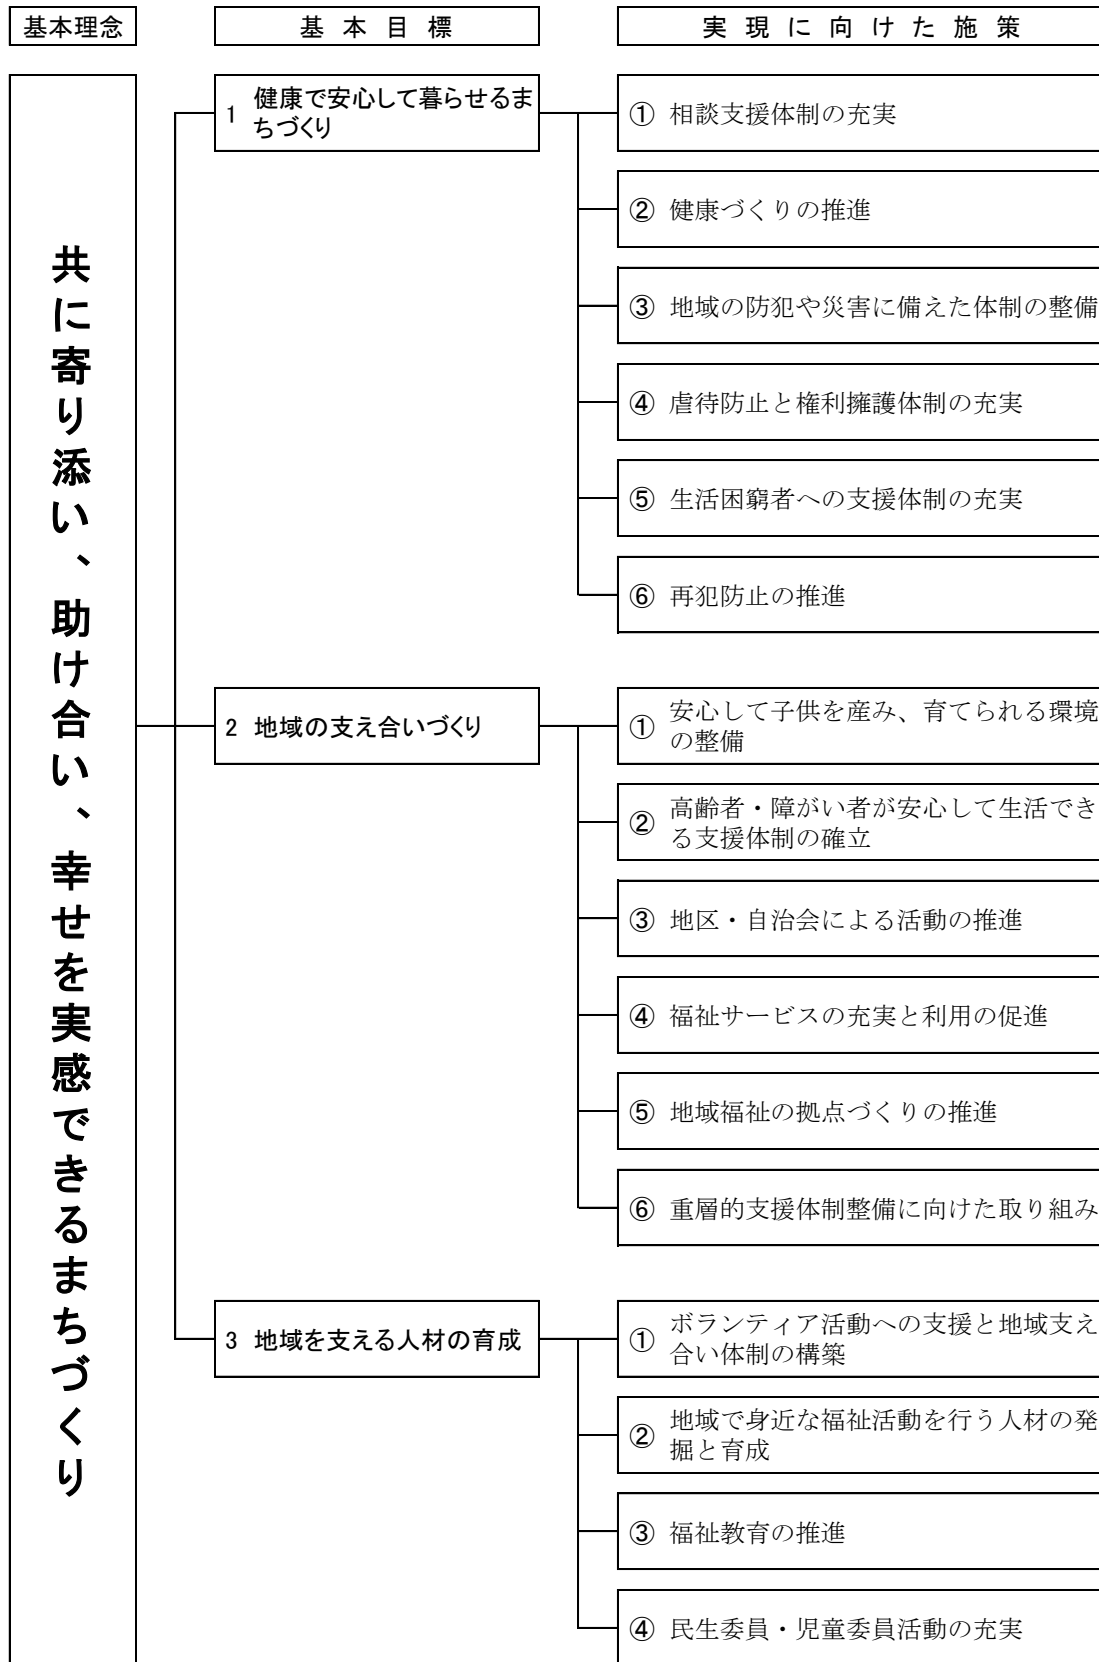 基本理念
基本目標
実現に向けた施策
共に寄り添い、助け合い、幸せを実感できるまちづくり
1 健康で安心して暮らせるま
ちづくり
① 相談支援体制の充実
② 健康づくりの推進
③ 地域の防犯や災害に備えた体制の整備
④ 虐待防止と権利擁護体制の充実
⑤ 生活困窮者への支援体制の充実
⑥ 再犯防止の推進
2 地域の支え合いづくり
① 安心して子供を産み、育てられる環境
の整備
② 高齢者・障がい者が安心して生活でき
る支援体制の確立
③ 地区・自治会による活動の推進
④ 福祉サービスの充実と利用の促進
⑤ 地域福祉の拠点づくりの推進
⑥ 重層的支援体制整備に向けた取り組み
3 地域を支える人材の育成
① ボランティア活動への支援と地域支え
合い体制の構築
② 地域で身近な福祉活動を行う人材の発
掘と育成
③ 福祉教育の推進
④ 民生委員・児童委員活動の充実